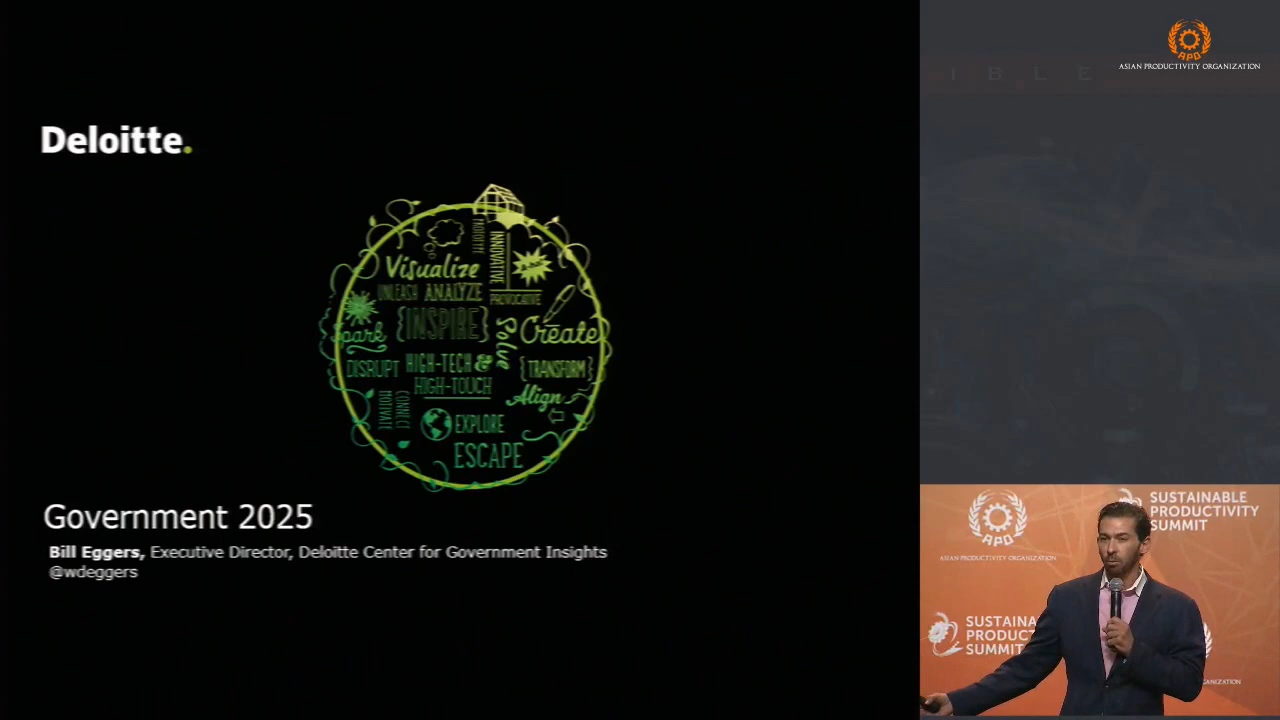 Deloitte.
Visualize
INNOVATIVE
UNLEASH ANALYZE
PROVOCATIVE
{INSPIRE}
Spark
Solve
Create
DISRUPT
HIGH-TECH &
HIGH-TOUCH
{TRANSFORM}
Align
MOTIVATE
CONNECT
EXPLORE
ESCAPE
Government 2025
Bill Eggers, Executive Director, Deloitte Center for Government Insights
@wdeggers
APO
ASIAN PRODUCTIVITY ORGANIZATION
I B L E
APO
ASIAN PRODUCTIVITY ORGANIZATION
SUSTAINABLE
PRODUCTIVITY
SUMMIT
SUSTAINA
PRODUCT
SUMMIT